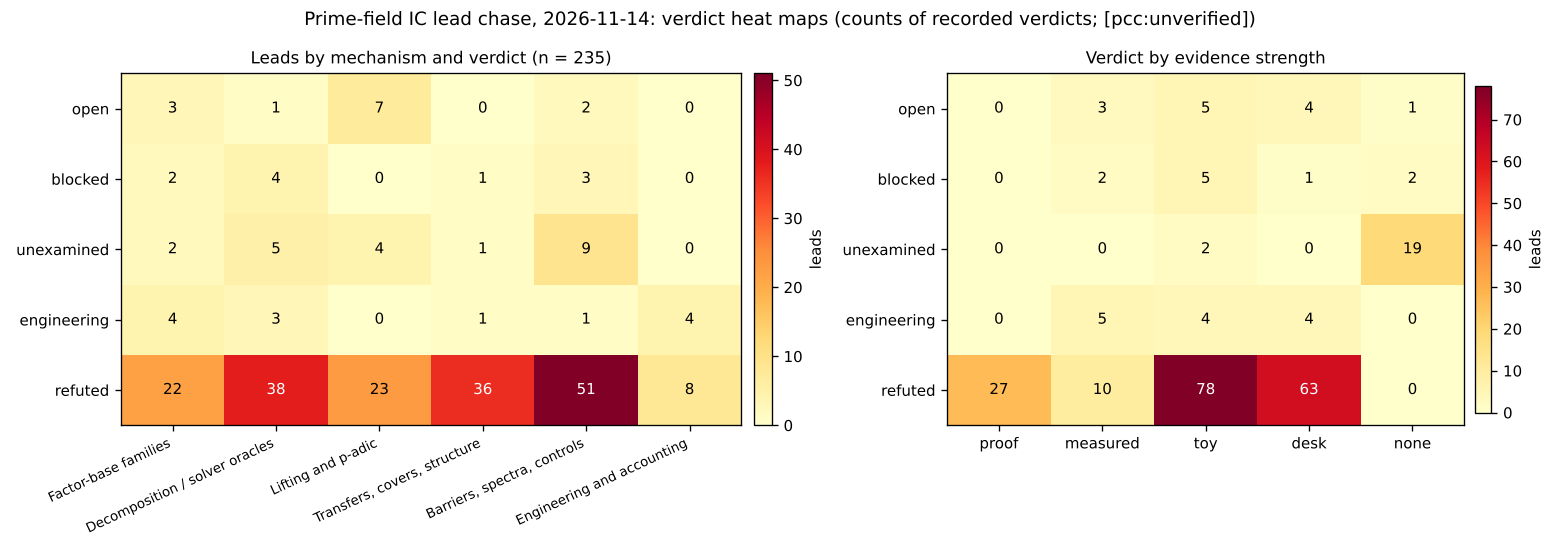 Prime-field IC lead chase, 2026-11-14: verdict heat maps (counts of recorded verdicts; [pcc:unverified])
Leads by mechanism and verdict (n = 235)
open 3 1 7 0 2 0
blocked 2 4 0 1 3 0
unexamined 2 5 4 1 9 0
engineering 4 3 0 1 1 4
refuted 22 38 23 36 51 8
Factor-base families
Decomposition / solver oracles
Lifting and p-adic
Transfers, covers, structure
Barriers, spectra, controls
Engineering and accounting
50
40
30
20
10
0
leads
Verdict by evidence strength
open 0 3 5 4 1
blocked 0 2 5 1 2
unexamined 0 0 2 0 19
engineering 0 5 4 4 0
refuted 27 10 78 63 0
proof measured toy desk none
70
60
50
40
30
20
10
0
leads